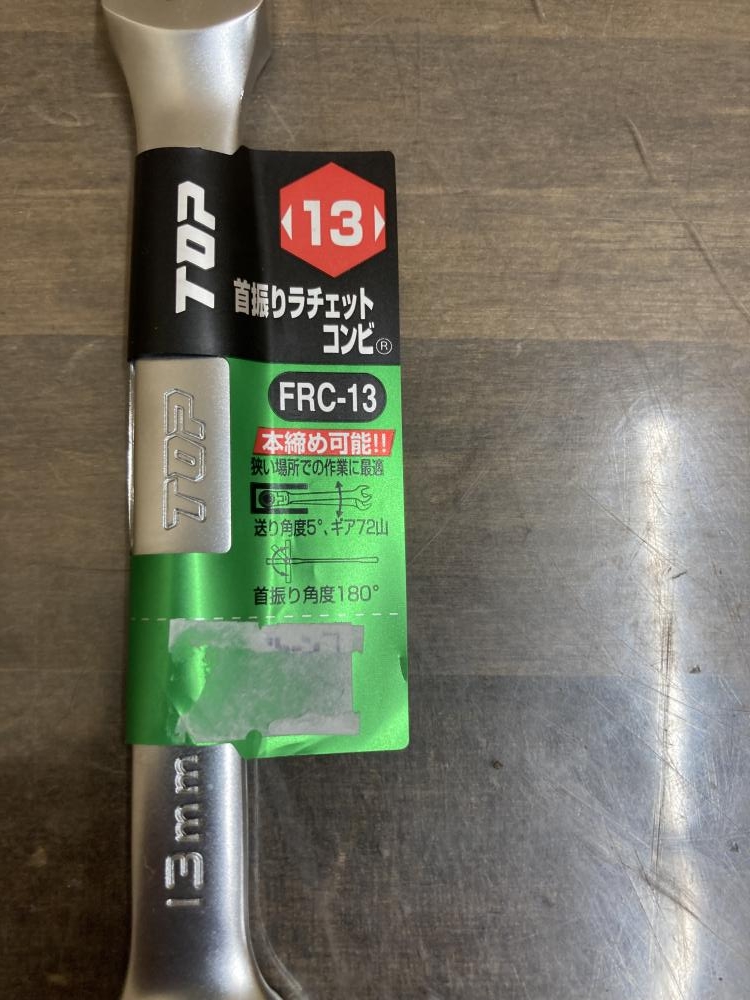 TOP
13
首振りラチェット
コンビ®
FRC-13
本締め可能!!
狭い場所での作業に最適
送り角度5°、ギア72山
首振り角度180°
TOP
13mm